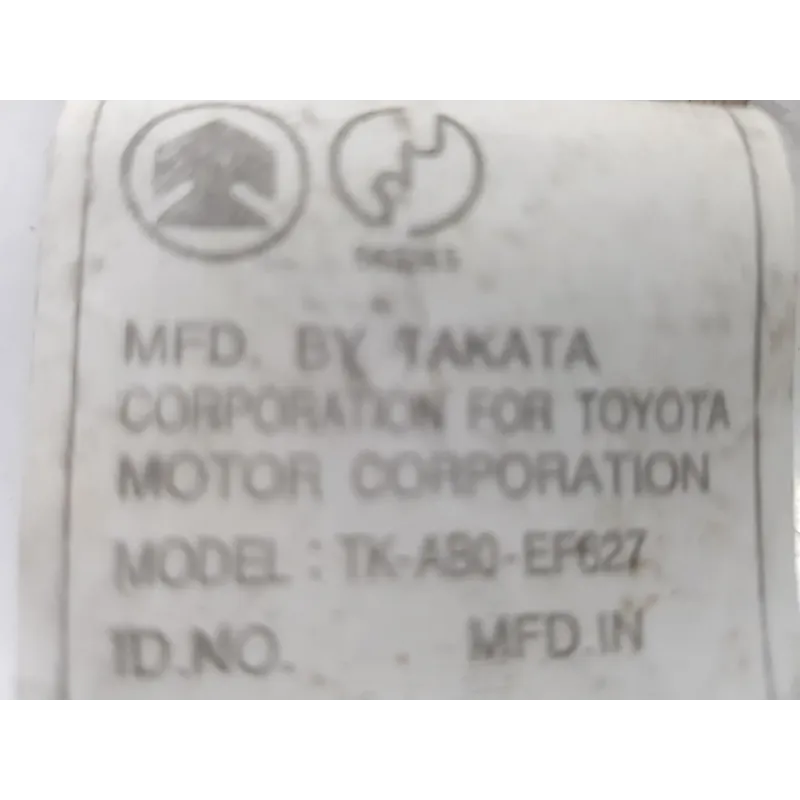 MFD. BY TAKATA
CORPORATION FOR TOYOTA
MOTOR CORPORATION
MODEL : TK-AB0-EF627
ID.NO. MFD.IN